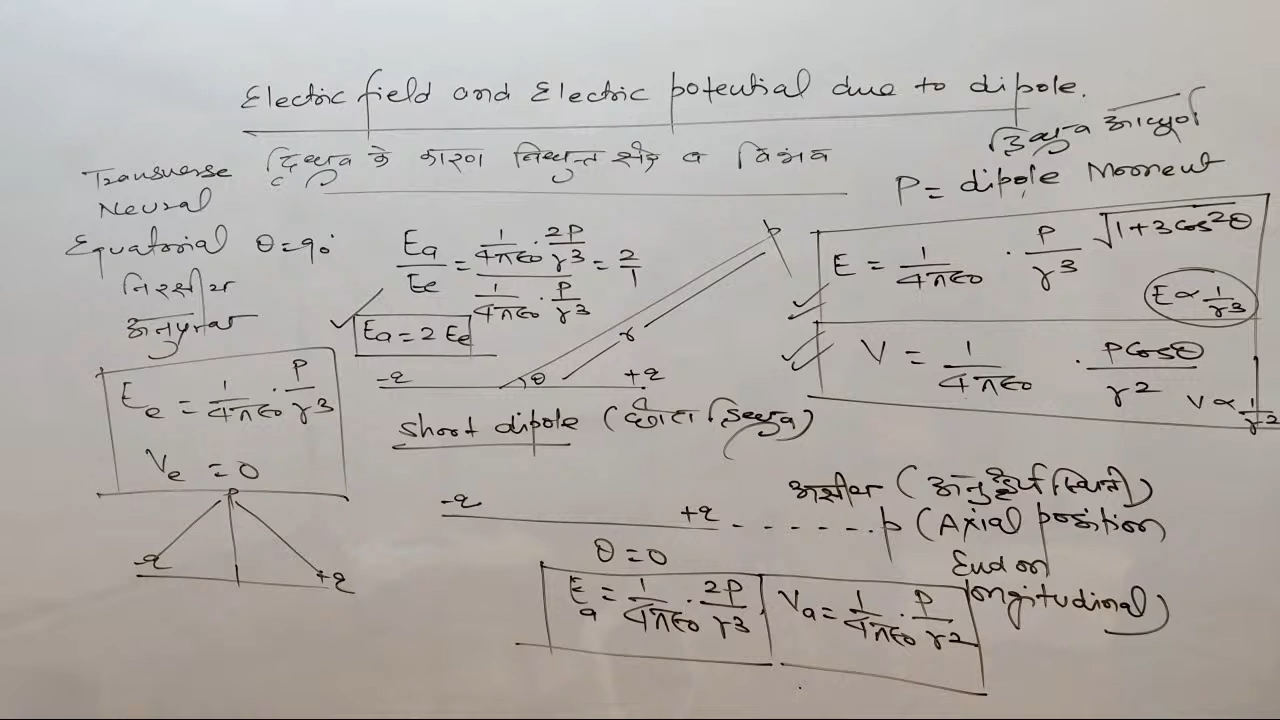 Electric field and Electric potential due to dipole.
द्विध्रुव के कारण विद्युत क्षेत्र व विभव
द्विध्रुव आघूर्ण
P = dipole Moment
Transverse
Neural
Equatorial θ=90°
निरक्षीय
अनुप्रस्थ
Ea/Ee = (1/4πε0 · 2P/r³)/(1/4πε0 · P/r³) = 2/1
Ea = 2 Ee
E = 1/4πε0 · P/r³ √1+3cos²θ
E ∝ 1/r³
V = 1/4πε0 · Pcosθ/r²
V ∝ 1/r²
Ee = 1/4πε0 · P/r³
Ve = 0
P
-q +q
P
r
-q θ +q
Short dipole (छोटा द्विध्रुव)
अक्षीय (अनुदैर्ध्य स्थिति)
-q +q ------- P (Axial position
End on
longitudinal)
θ=0
Ea = 1/4πε0 · 2P/r³
Va = 1/4πε0 · P/r²